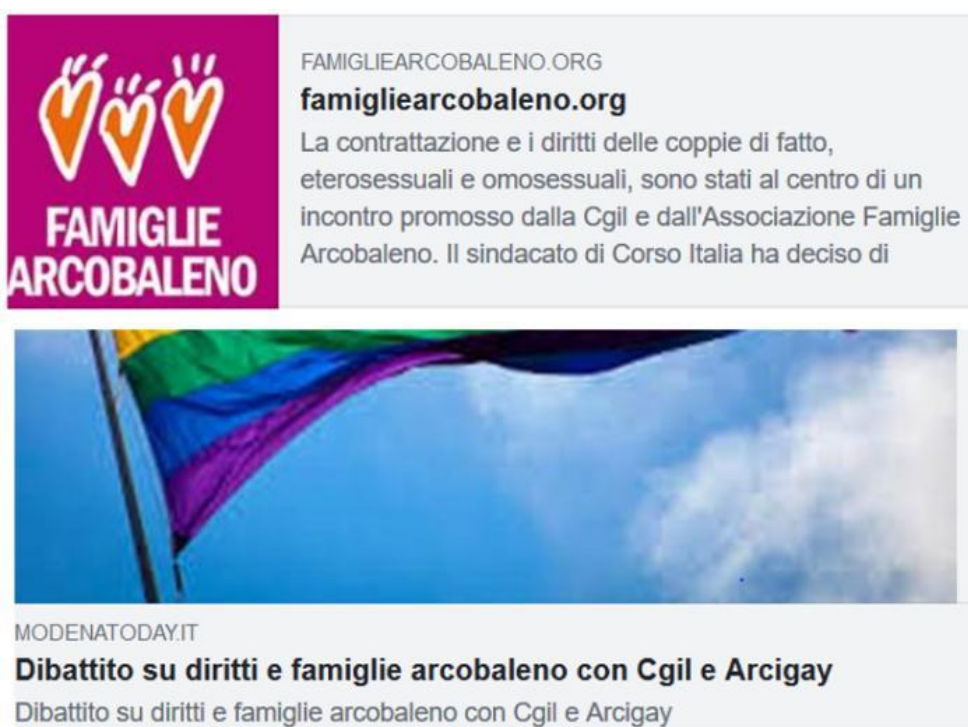 FAMIGLIE
ARCOBALENO
FAMIGLIEARCOBALENO.ORG
famigliearcobaleno.org
La contrattazione e i diritti delle coppie di fatto,
eterosessuali e omosessuali, sono stati al centro di un
incontro promosso dalla Cgil e dall'Associazione Famiglie
Arcobaleno. Il sindacato di Corso Italia ha deciso di
MODENATODAY.IT
Dibattito su diritti e famiglie arcobaleno con Cgil e Arcigay
Dibattito su diritti e famiglie arcobaleno con Cgil e Arcigay